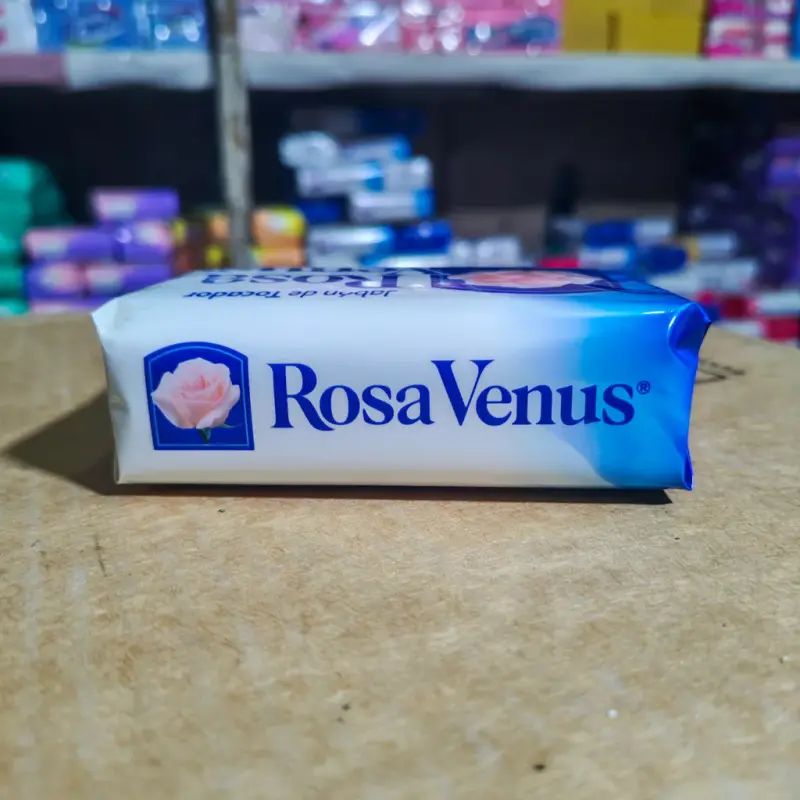 Jabón de Tocador
Rosa
Rosa Venus®